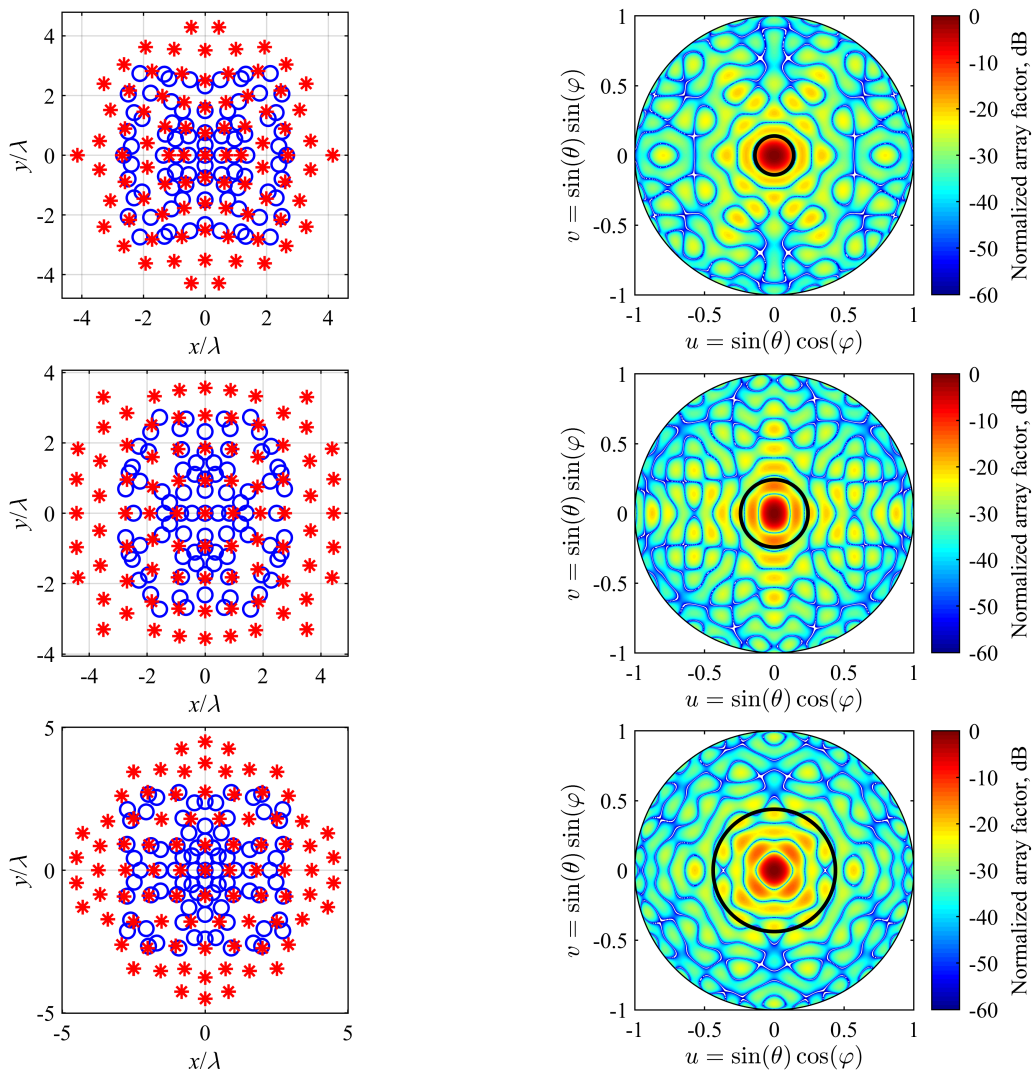 4
2
0
-2
-4
-4 -2 0 2 4
x/λ
y/λ
1
0.5
0
-0.5
-1
-1 -0.5 0 0.5 1
u = sin(θ) cos(φ)
v = sin(θ) sin(φ)
0
-10
-20
-30
-40
-50
-60
Normalized array factor, dB
4
2
0
-2
-4
-4 -2 0 2 4
x/λ
y/λ
1
0.5
0
-0.5
-1
-1 -0.5 0 0.5 1
u = sin(θ) cos(φ)
v = sin(θ) sin(φ)
0
-10
-20
-30
-40
-50
-60
Normalized array factor, dB
5
0
-5
-5 0 5
x/λ
y/λ
1
0.5
0
-0.5
-1
-1 -0.5 0 0.5 1
u = sin(θ) cos(φ)
v = sin(θ) sin(φ)
0
-10
-20
-30
-40
-50
-60
Normalized array factor, dB